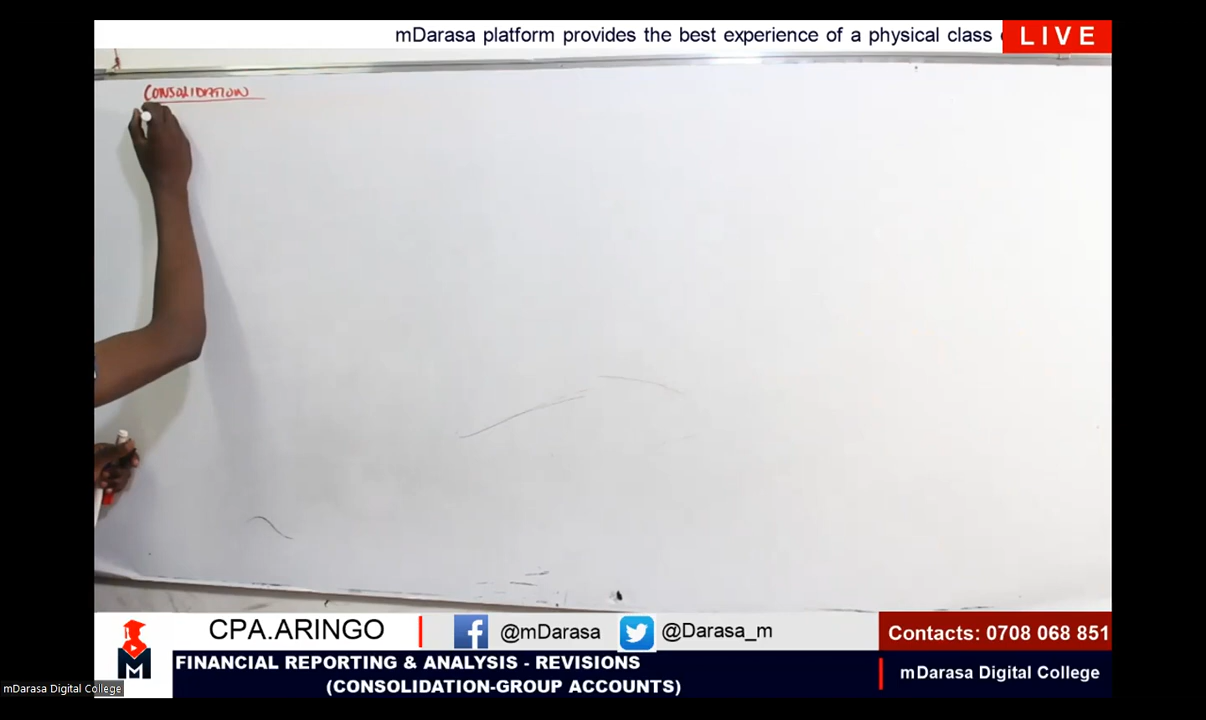 mDarasa platform provides the best experience of a physical class
LIVE
CONSOLIDATION
CPA.ARINGO
@mDarasa
@Darasa_m
Contacts: 0708 068 851
FINANCIAL REPORTING & ANALYSIS - REVISIONS
(CONSOLIDATION-GROUP ACCOUNTS)
mDarasa Digital College
mDarasa Digital College